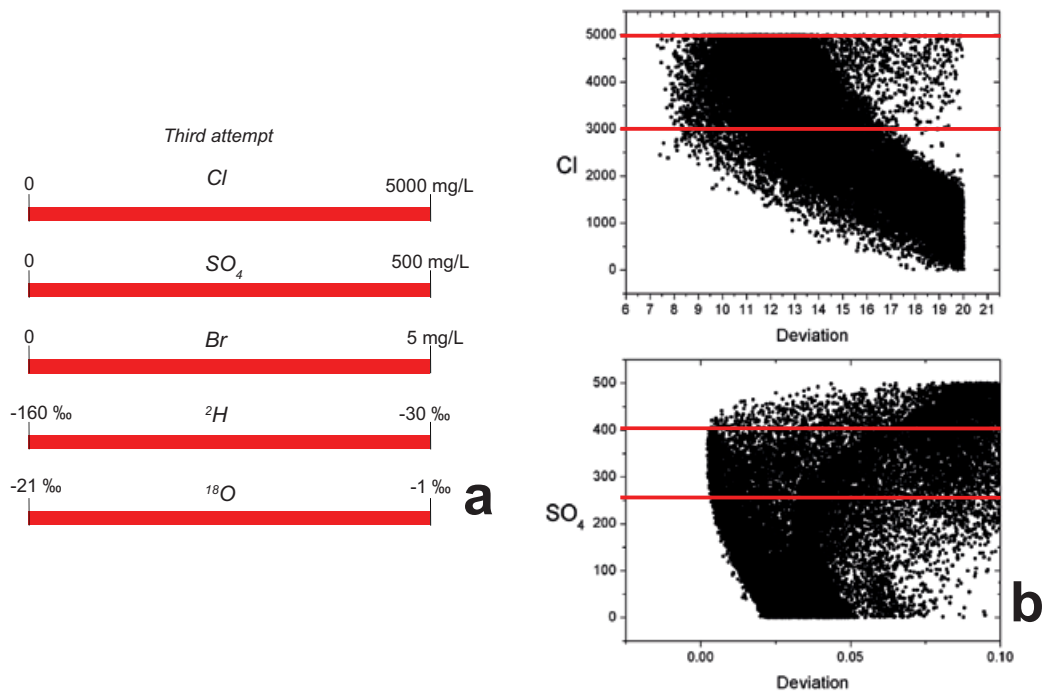 Third attempt
Cl
0
5000 mg/L
SO4
0
500 mg/L
Br
0
5 mg/L
2H
-160 ‰
-30 ‰
18O
-21 ‰
-1 ‰
a
5000
4000
3000
Cl
2000
1000
0
6 7 8 9 10 11 12 13 14 15 16 17 18 19 20 21
Deviation
500
400
300
SO4
200
100
0
0.00 0.05 0.10
Deviation
b